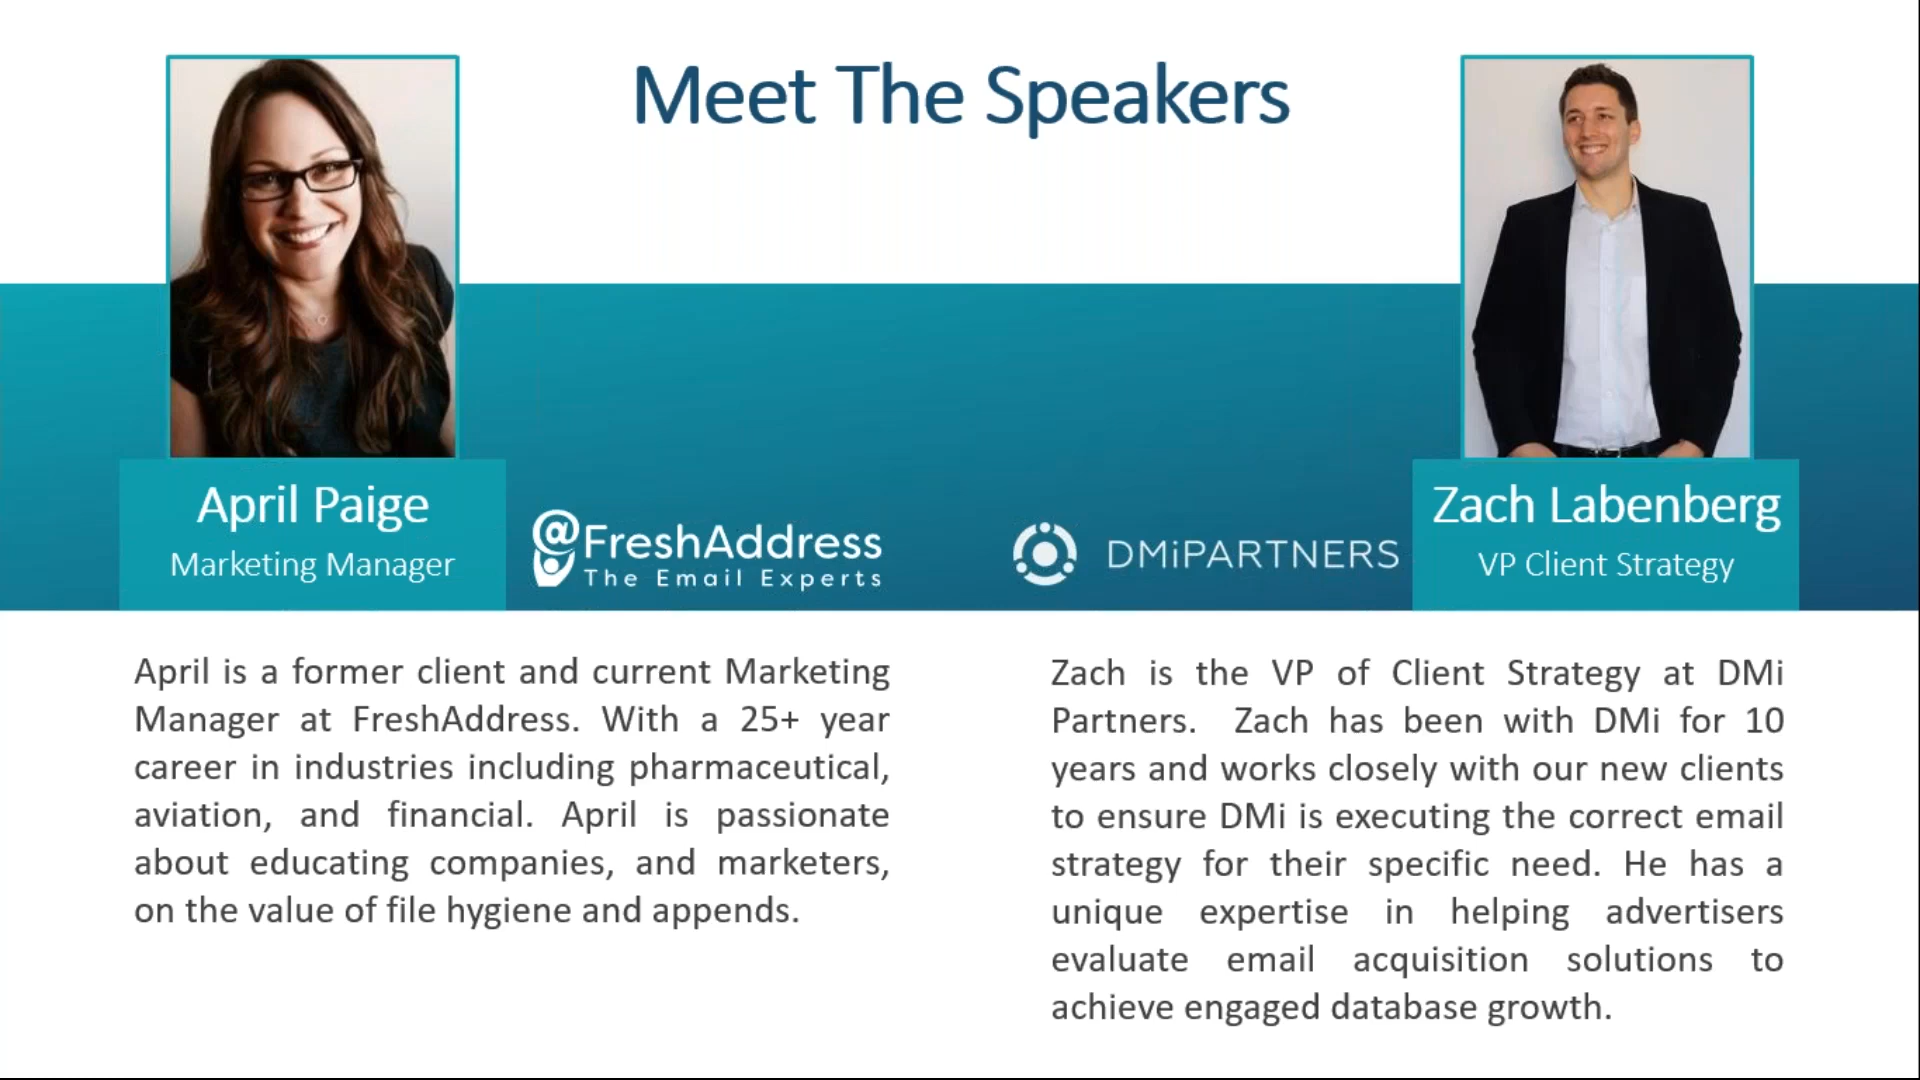 Meet The Speakers
April Paige
Marketing Manager
@FreshAddress
The Email Experts
DMiPARTNERS
Zach Labenberg
VP Client Strategy
April is a former client and current Marketing
Manager at FreshAddress. With a 25+ year
career in industries including pharmaceutical,
aviation, and financial. April is passionate
about educating companies, and marketers,
on the value of file hygiene and appends.
Zach is the VP of Client Strategy at DMi
Partners. Zach has been with DMi for 10
years and works closely with our new clients
to ensure DMi is executing the correct email
strategy for their specific need. He has a
unique expertise in helping advertisers
evaluate email acquisition solutions to
achieve engaged database growth.